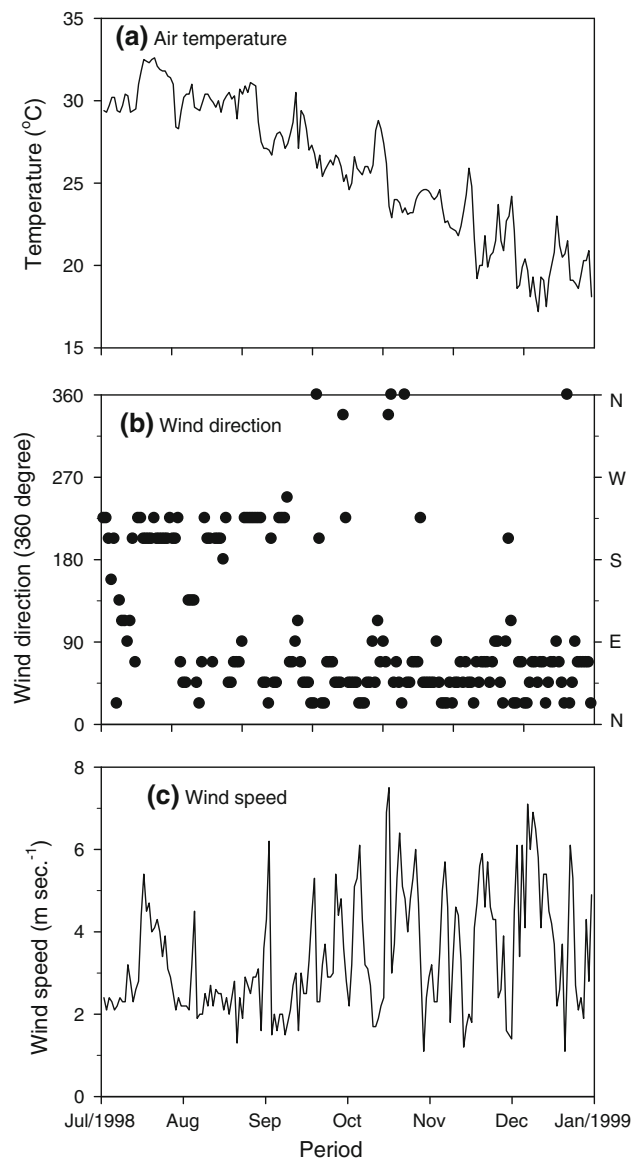 (a) Air temperature
35
30
25
20
15
Temperature (°C)
(b) Wind direction
360
270
180
90
0
Wind direction (360 degree)
N
W
S
E
N
(c) Wind speed
8
6
4
2
0
Wind speed (m sec.-1)
Jul/1998 Aug Sep Oct Nov Dec Jan/1999
Period